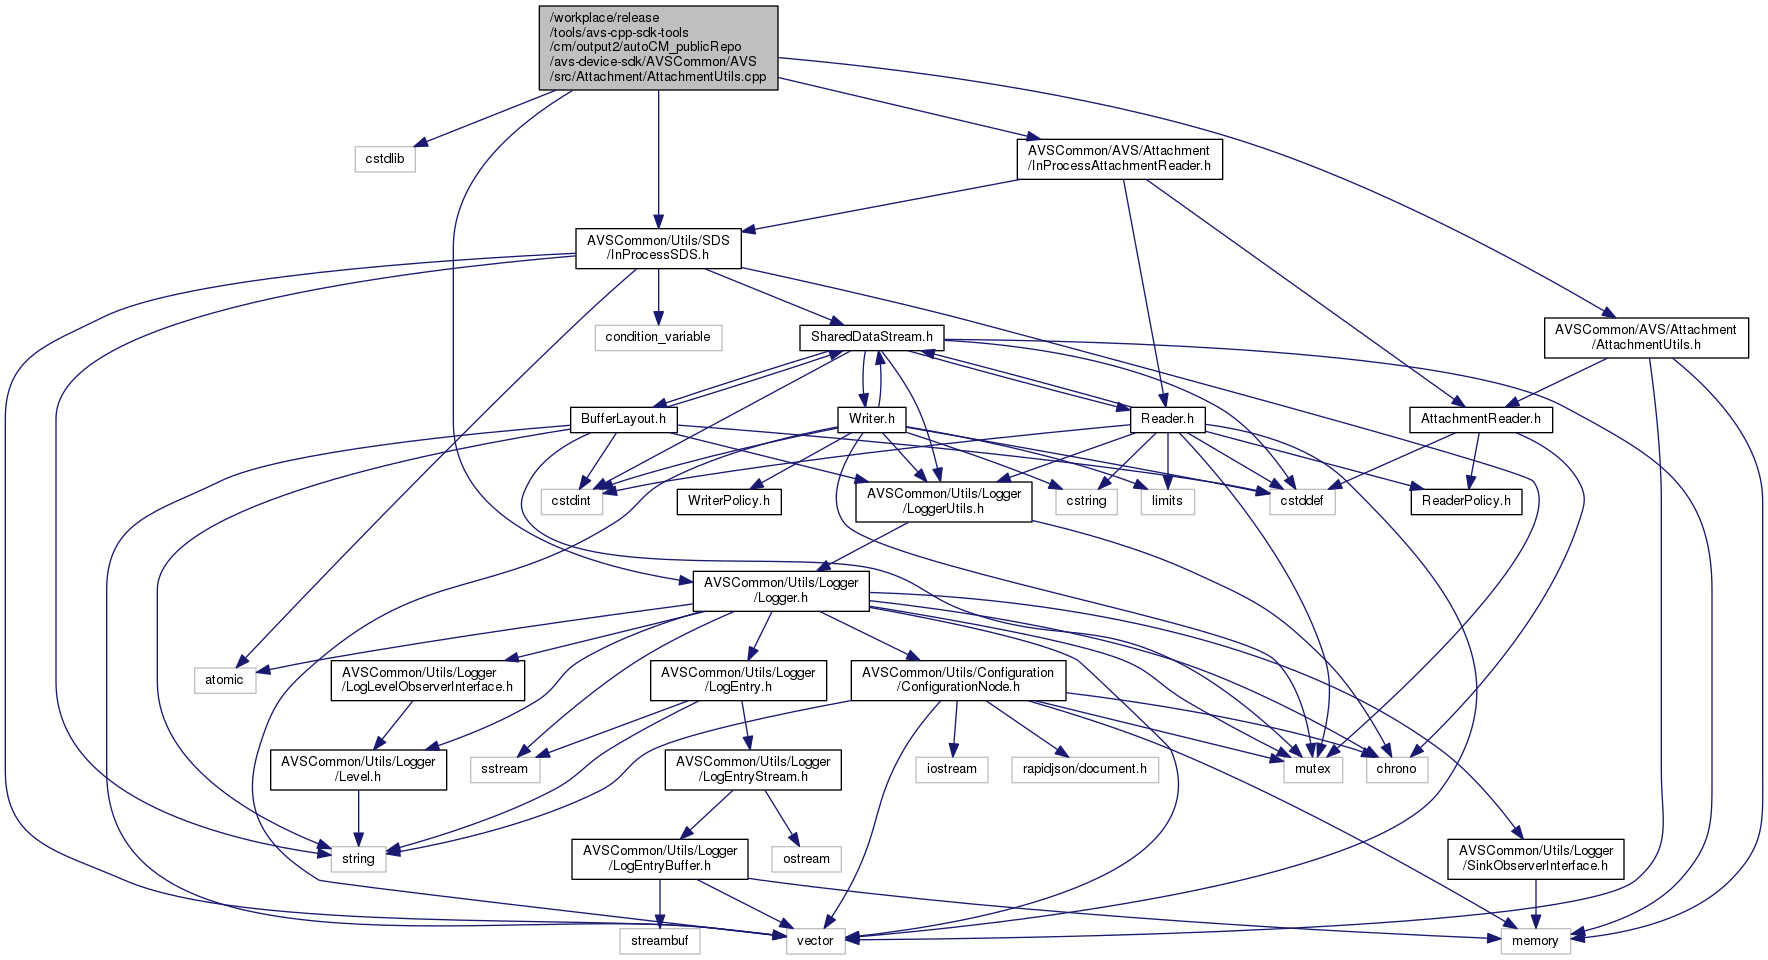 /workplace/release
/tools/avs-cpp-sdk-tools
/cm/output2/autoCM_publicRepo
/avs-device-sdk/AVSCommon/AVS
/src/Attachment/AttachmentUtils.cpp
cstdlib
AVSCommon/AVS/Attachment
/InProcessAttachmentReader.h
AVSCommon/Utils/SDS
/InProcessSDS.h
condition_variable
SharedDataStream.h
AVSCommon/AVS/Attachment
/AttachmentUtils.h
BufferLayout.h
Writer.h
Reader.h
AttachmentReader.h
cstdint
WriterPolicy.h
AVSCommon/Utils/Logger
/LoggerUtils.h
cstring
limits
cstddef
ReaderPolicy.h
AVSCommon/Utils/Logger
/Logger.h
atomic
AVSCommon/Utils/Logger
/LogLevelObserverInterface.h
AVSCommon/Utils/Logger
/LogEntry.h
AVSCommon/Utils/Configuration
/ConfigurationNode.h
AVSCommon/Utils/Logger
/Level.h
sstream
AVSCommon/Utils/Logger
/LogEntryStream.h
iostream
rapidjson/document.h
mutex
chrono
string
AVSCommon/Utils/Logger
/LogEntryBuffer.h
ostream
AVSCommon/Utils/Logger
/SinkObserverInterface.h
streambuf
vector
memory